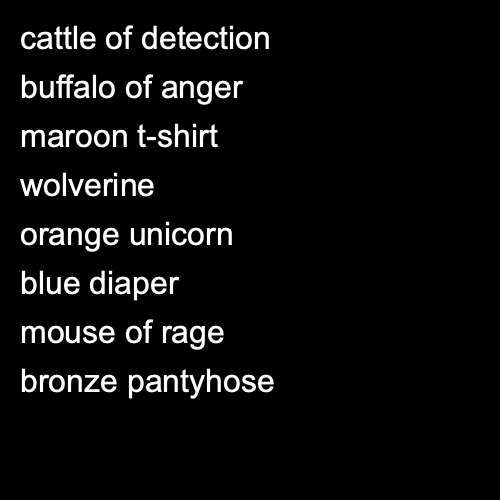 cattle of detection
buffalo of anger
maroon t-shirt
wolverine
orange unicorn
blue diaper
mouse of rage
bronze pantyhose